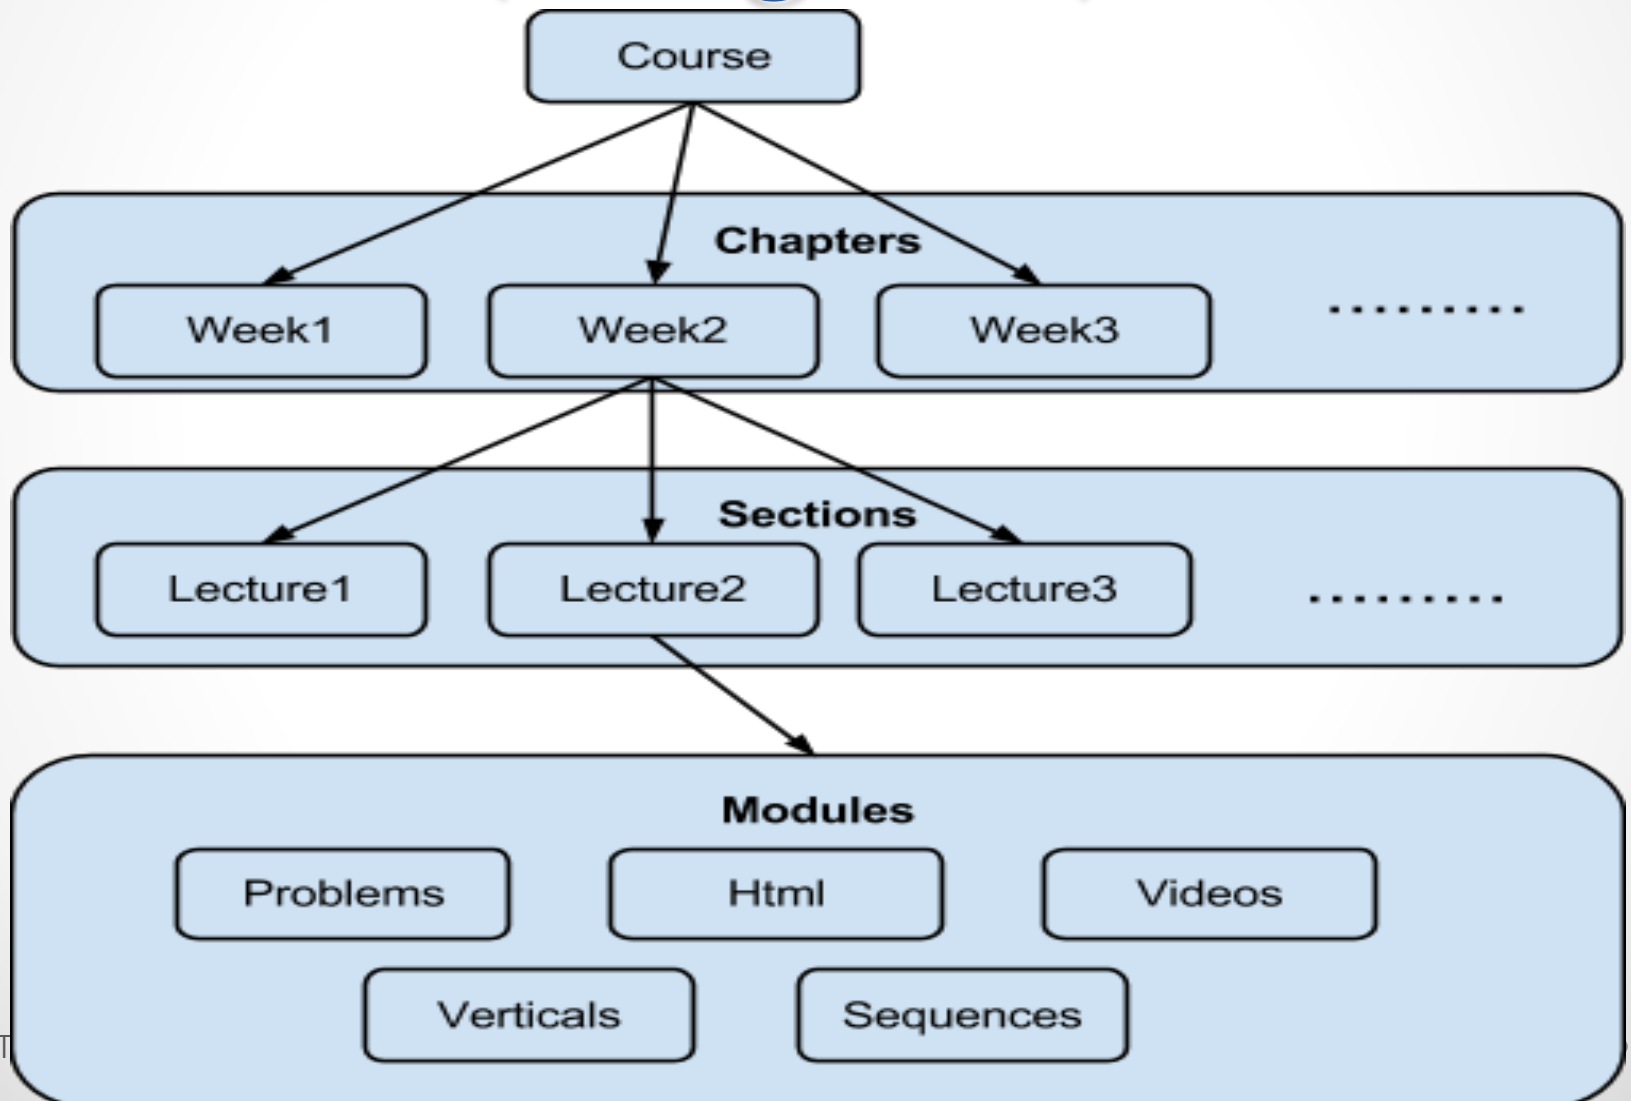 Course
Chapters
Week1 Week2 Week3 .........
Sections
Lecture1 Lecture2 Lecture3 .........
Modules
Problems Html Videos
Verticals Sequences
T